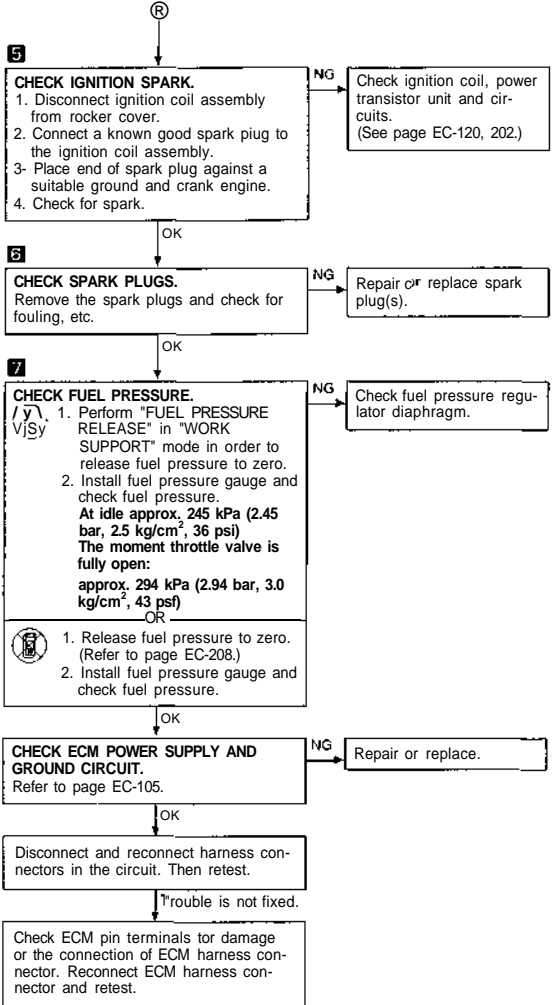 ®
5
CHECK IGNITION SPARK.
1. Disconnect ignition coil assembly
from rocker cover.
2. Connect a known good spark piug to
the ignition coil assembly.
3- Place end of spark plug against a
suitable ground and crank engine.
4. Check for spark.
NG
Check ignition coil, power
transistor unit and cir-
cuits.
(See page EC-120, 202.)
OK
6
CHECK SPARK PLUGS.
Remove the spark plugs and check for
fouling, etc.
NG
Repair or replace spark
plug(s).
OK
7
CHECK FUEL PRESSURE.
1. Perform "FUEL PRESSURE
RELEASE" in "WORK
SUPPORT" mode in order to
release fuel pressure to zero.
2. Install fuel pressure gauge and
check fuel pressure.
At idle approx. 245 kPa (2.45
bar, 2.5 kg/cm², 36 psi)
The moment throttle valve is
fully open:
approx. 294 kPa (2.94 bar, 3.0
kg/cm², 43 psf)
OR
1. Release fuel pressure to zero.
(Refer to page EC-208.)
2. Install fuel pressure gauge and
check fuel pressure.
NG
Check fuel pressure regu-
lator diaphragm.
OK
CHECK ECM POWER SUPPLY AND
GROUND CIRCUIT.
Refer to page EC-105.
NG
Repair or replace.
OK
Disconnect and reconnect harness con-
nectors in the circuit. Then retest.
1"rouble is not fixed.
Check ECM pin terminals tor damage
or the connection of ECM harness con-
nector. Reconnect ECM harness con-
nector and retest.